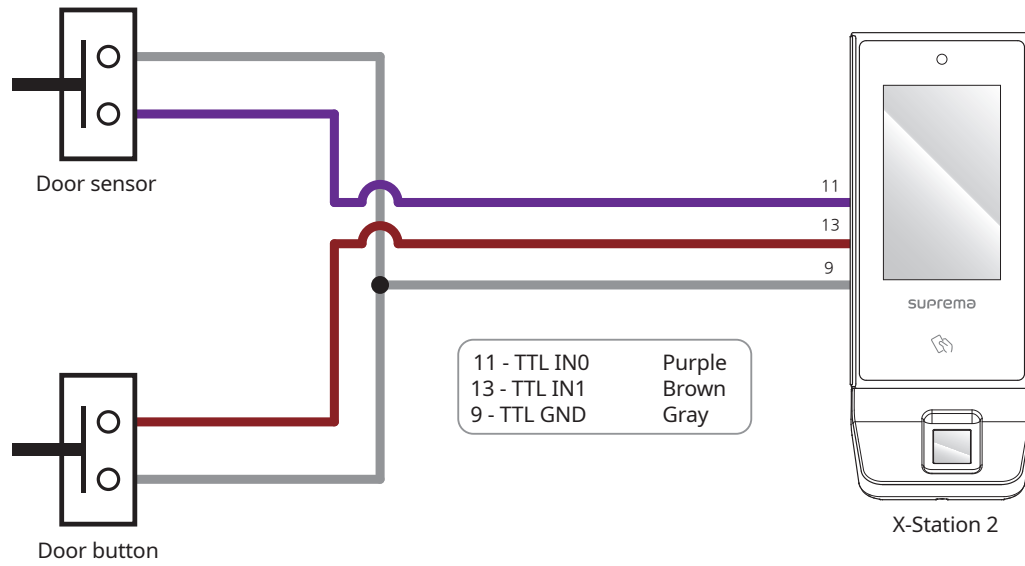 Door sensor
11
13
9
suprema
11 - TTL IN0 Purple
13 - TTL IN1 Brown
9 - TTL GND Gray
X-Station 2
Door button